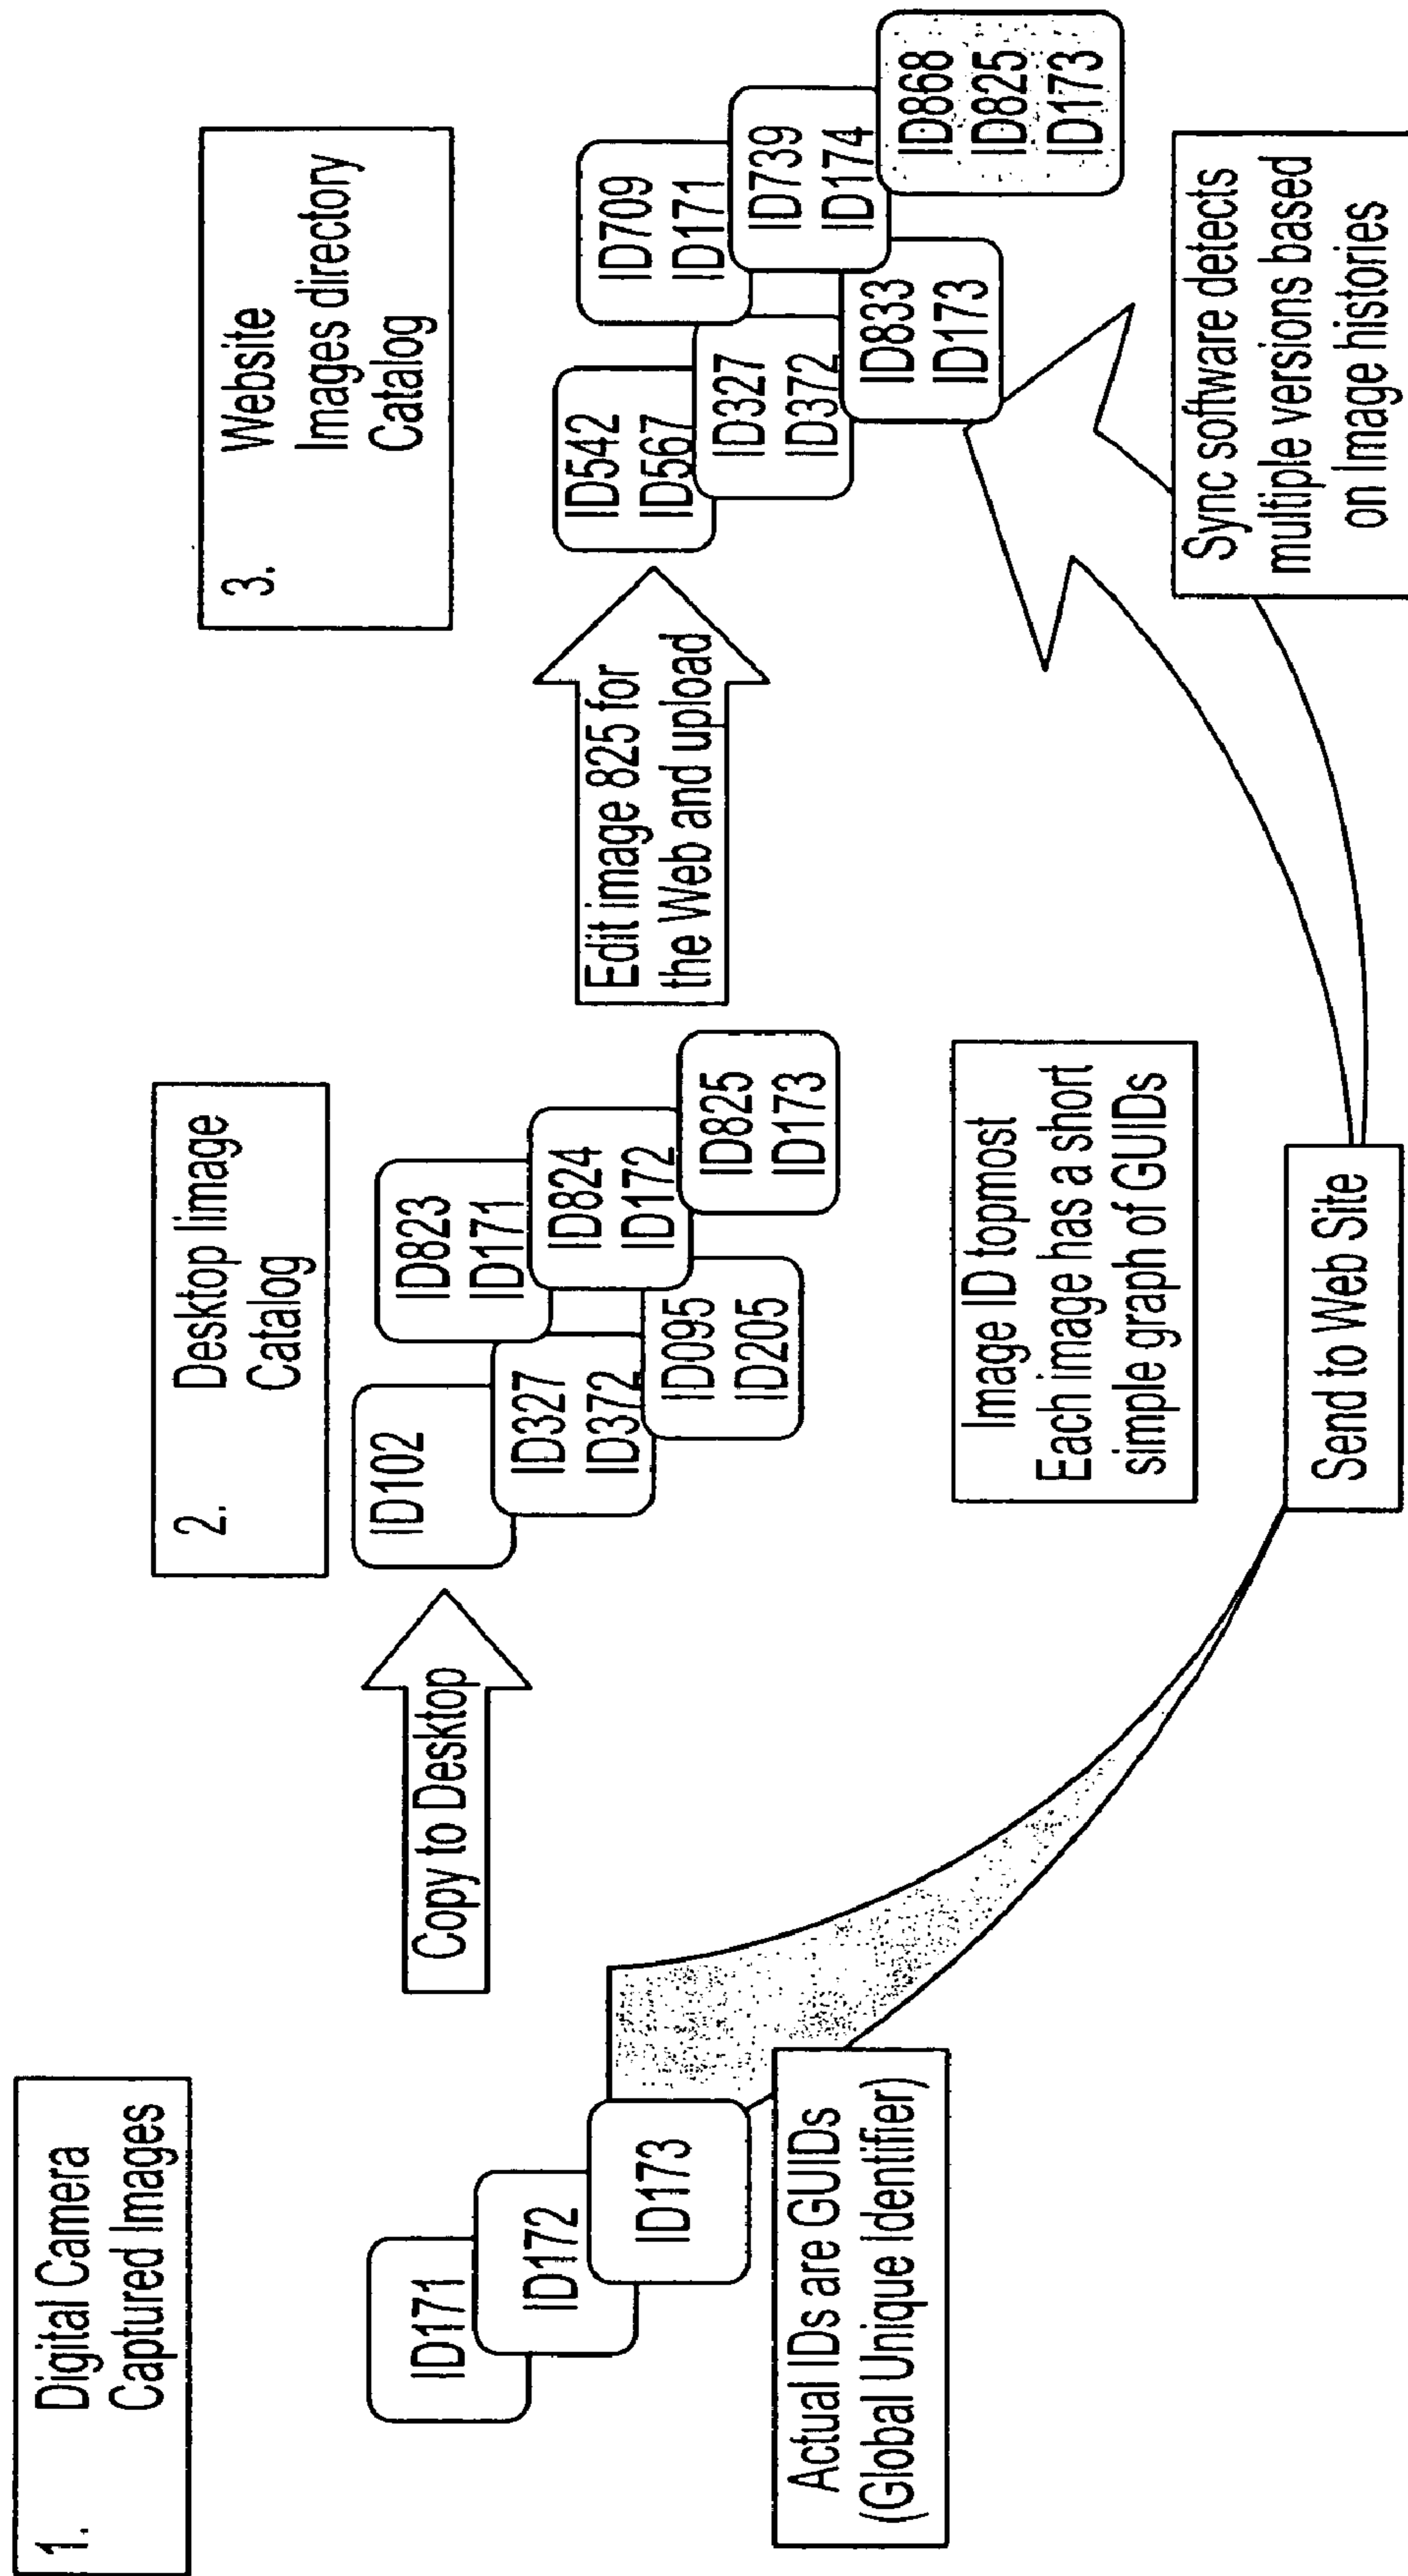 1. Digital Camera
Captured Images
ID171
ID172
ID173
Actual IDs are GUIDs
(Global Unique Identifier)
Copy to Desktop
2. Desktop Iimage
Catalog
ID102
ID327
ID372
ID823
ID171
ID824
ID172
ID095
ID205
ID825
ID173
Image ID topmost
Each image has a short
simple graph of GUIDs
Send to Web Site
Edit image 825 for
the Web and upload
3. Website
Images directory
Catalog
ID542
ID567
ID327
ID372
ID709
ID171
ID739
ID174
ID833
ID173
ID868
ID825
ID173
Sync software detects
multiple versions based
on Image histories